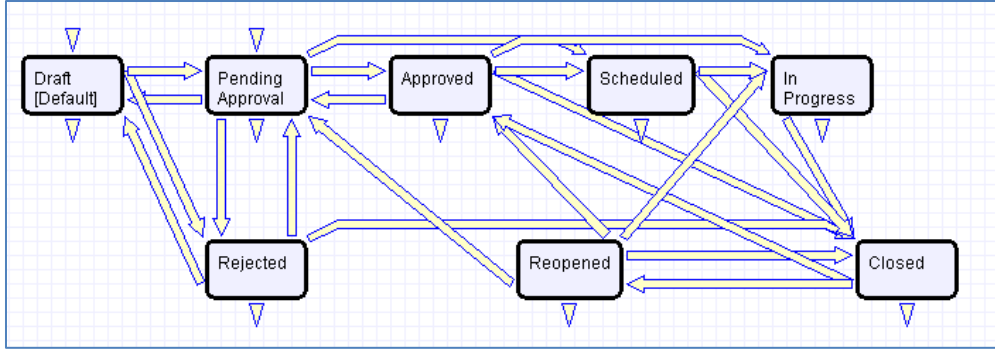 Draft
[Default]
Pending
Approval
Approved
Scheduled
In
Progress
Rejected
Reopened
Closed